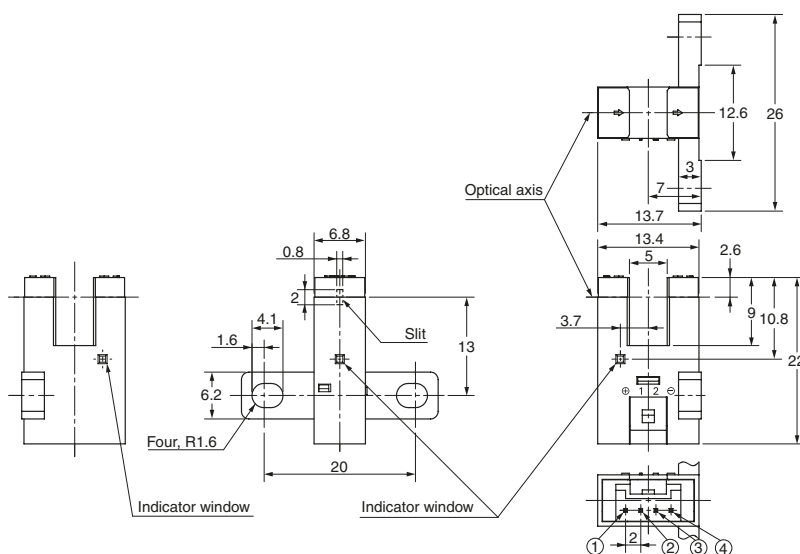 12.6
26
3
7
Optical axis
13.7
6.8
13.4
0.8
5
2.6
2
4.1
Slit
9
10.8
1.6
3.7
13
22
6.2
⊕ 1 2 ⊖
Four, R1.6
20
Indicator window
Indicator window
① 2 ② ③ ④